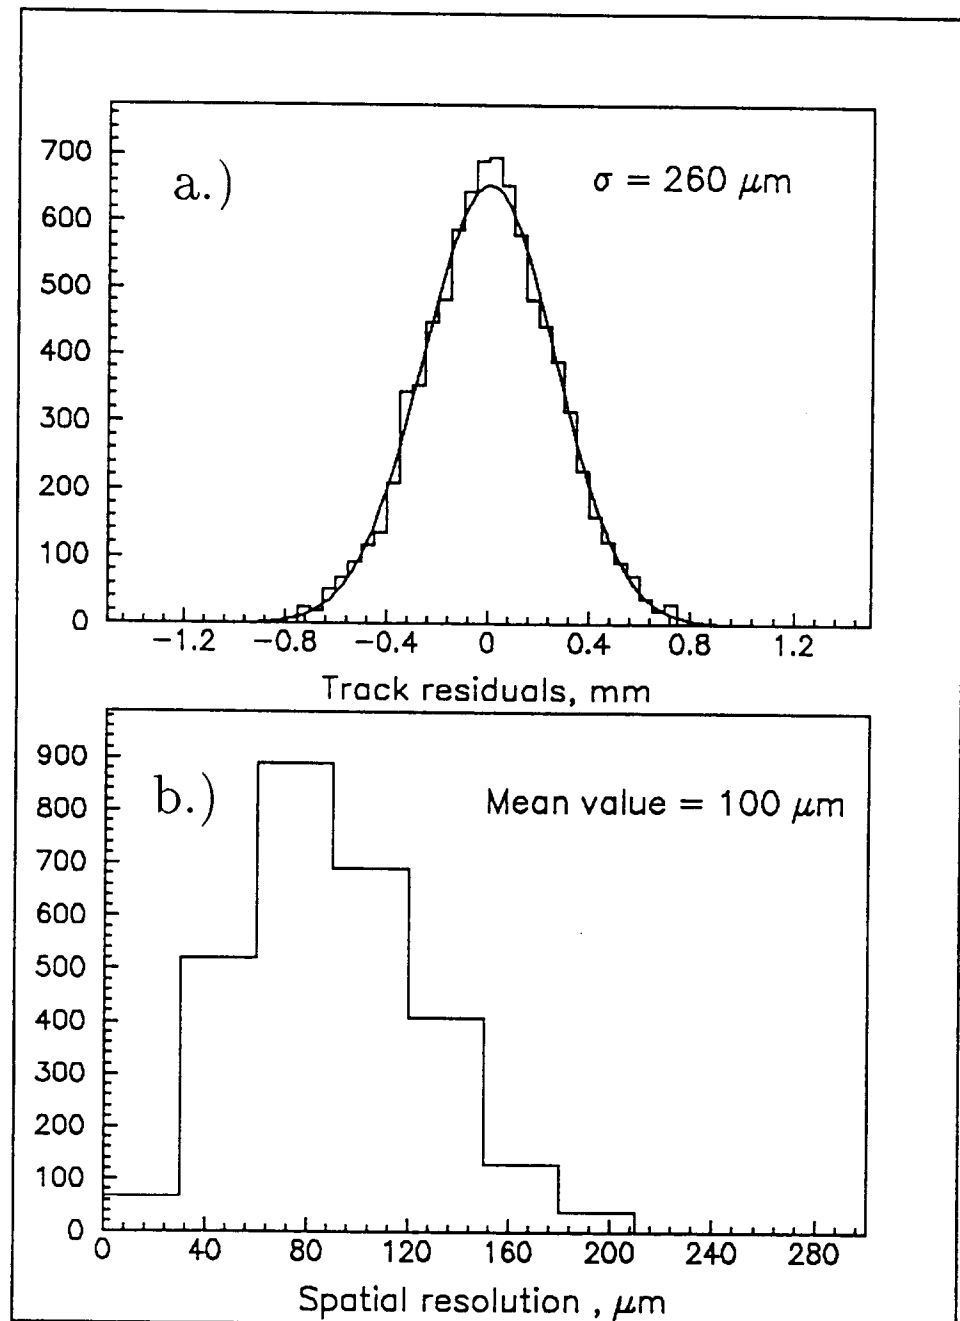 a.)
σ = 260 μm
700
600
500
400
300
200
100
0
−1.2 −0.8 −0.4 0 0.4 0.8 1.2
Track residuals, mm
b.)
Mean value = 100 μm
900
800
700
600
500
400
300
200
100
0
0 40 80 120 160 200 240 280
Spatial resolution , μm